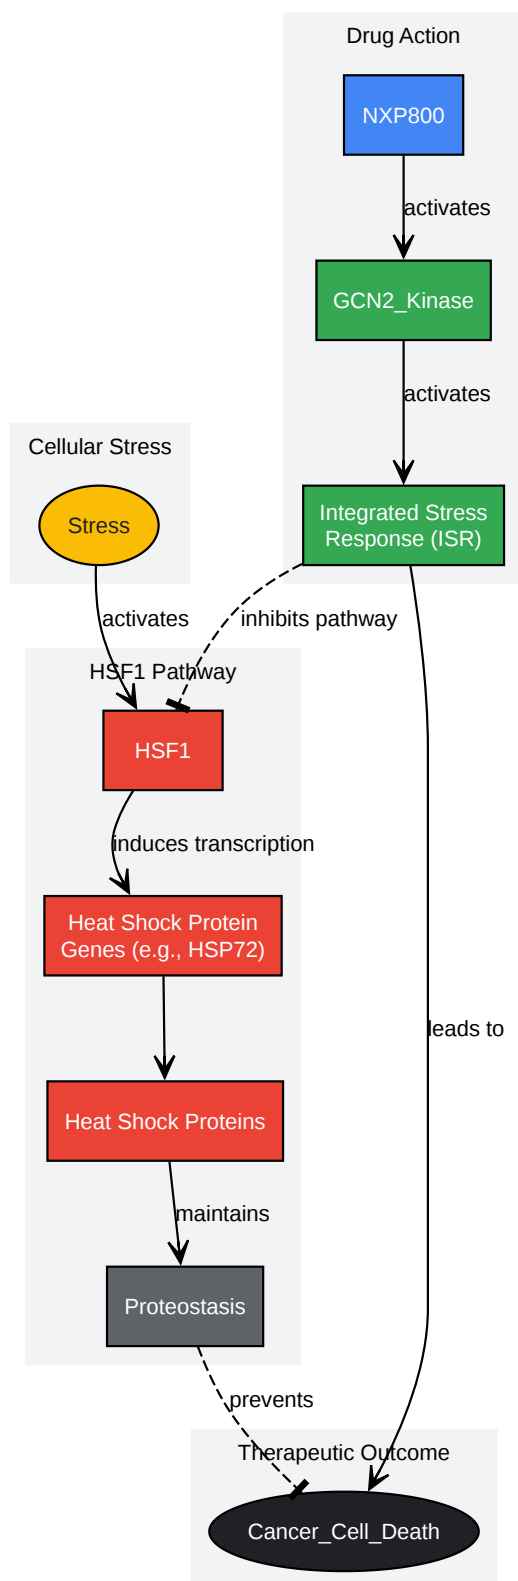 Drug Action
NXP800
activates
GCN2_Kinase
activates
Cellular Stress
Stress
Integrated Stress
Response (ISR)
activates
inhibits pathway
HSF1 Pathway
HSF1
induces transcription
Heat Shock Protein
Genes (e.g., HSP72)
leads to
Heat Shock Proteins
maintains
Proteostasis
prevents
Therapeutic Outcome
Cancer_Cell_Death